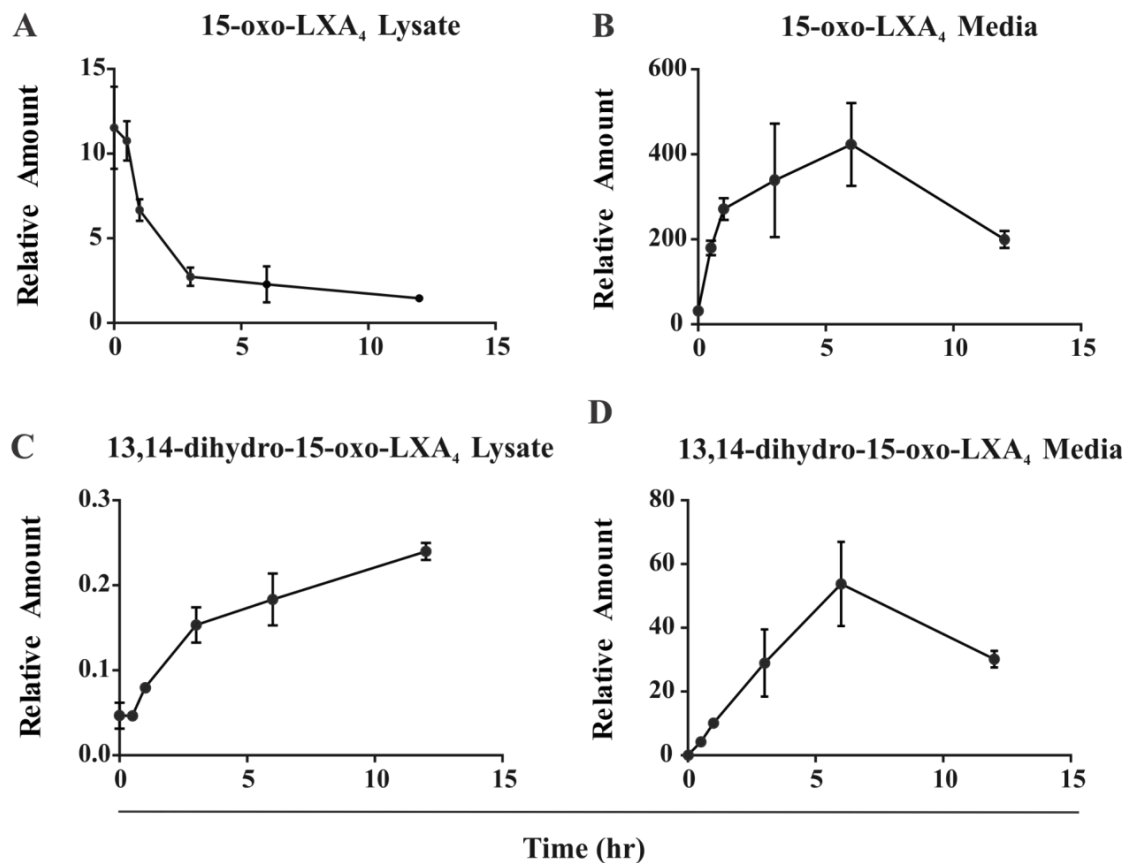 A
15-oxo-LXA₄ Lysate
Relative Amount
15
10
5
0
0 5 10 15
B
15-oxo-LXA₄ Media
Relative Amount
600
400
200
0
0 5 10 15
C
13,14-dihydro-15-oxo-LXA₄ Lysate
Relative Amount
0.3
0.2
0.1
0.0
0 5 10 15
D
13,14-dihydro-15-oxo-LXA₄ Media
Relative Amount
80
60
40
20
0
0 5 10 15
Time (hr)